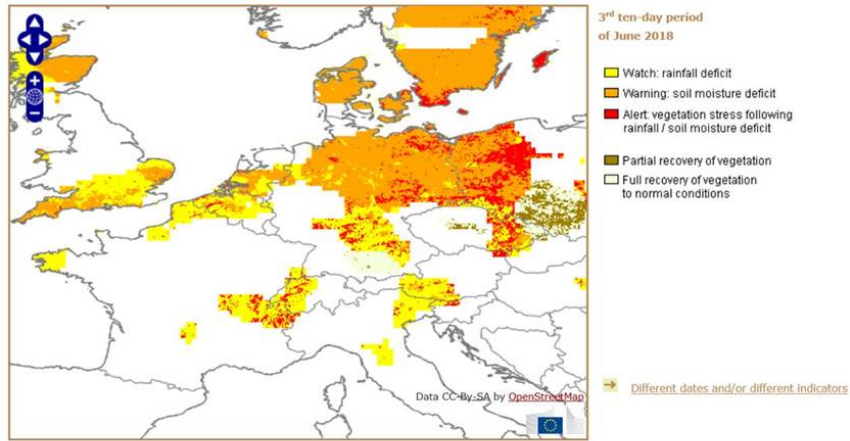 3rd ten-day period
of June 2018
Watch: rainfall deficit
Warning: soil moisture deficit
Alert: vegetation stress following
rainfall / soil moisture deficit
Partial recovery of vegetation
Full recovery of vegetation
to normal conditions
Different dates and/or different indicators
Data CC-By-SA by OpenStreetMap